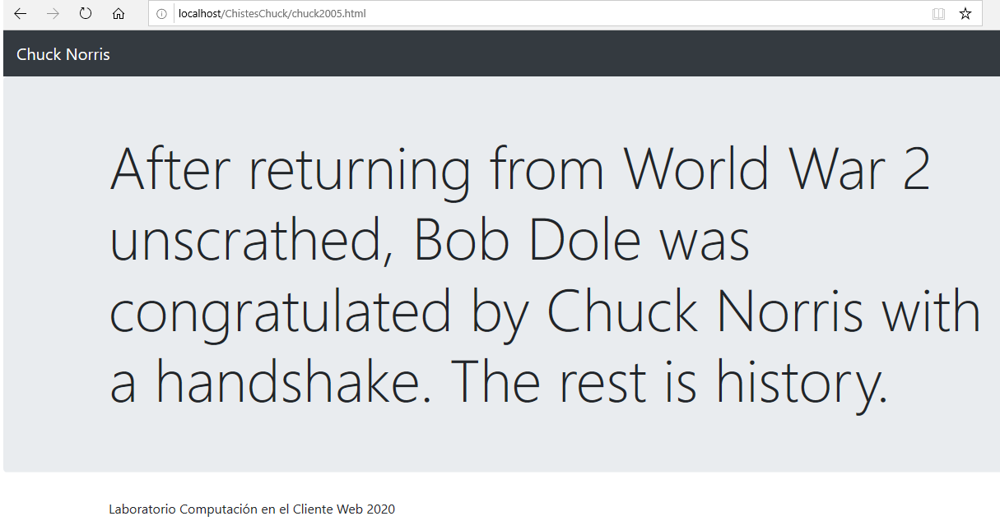 localhost/ChistesChuck/chuck2005.html
Chuck Norris
After returning from World War 2
unscrathed, Bob Dole was
congratulated by Chuck Norris with
a handshake. The rest is history.
Laboratorio Computación en el Cliente Web 2020